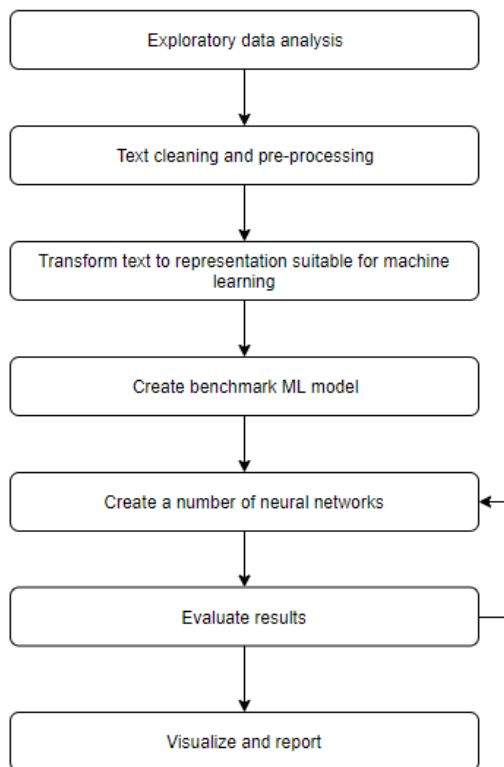 Exploratory data analysis
Text cleaning and pre-processing
Transform text to representation suitable for machine
learning
Create benchmark ML model
Create a number of neural networks
Evaluate results
Visualize and report